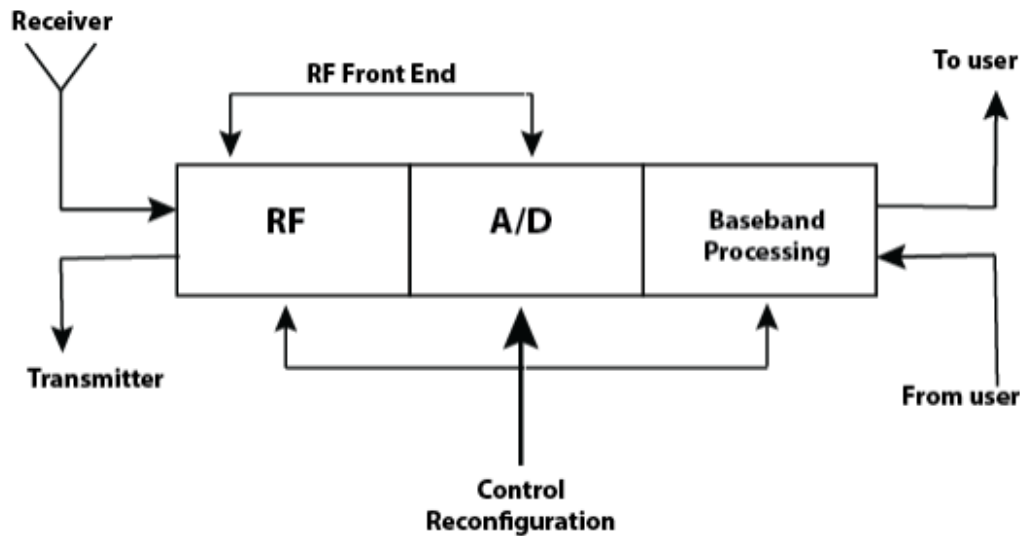 Receiver
RF Front End
To user
RF
A/D
Baseband
Processing
Transmitter
From user
Control
Reconfiguration